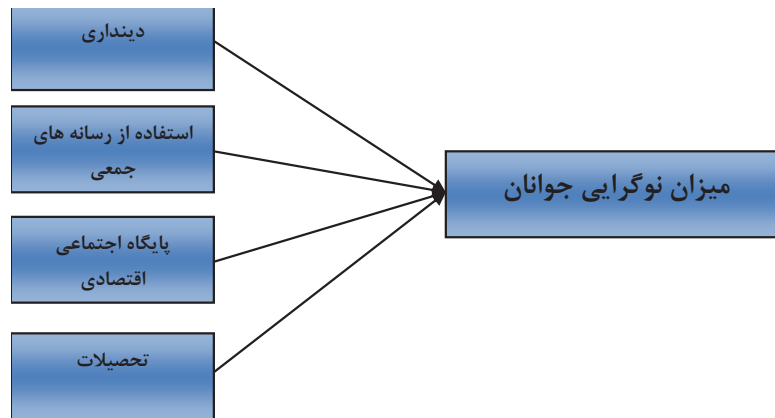 دینداری
استفاده از رسانه های
جمعی
میزان نوگرایی جوانان
پایگاه اجتماعی
اقتصادی
تحصیلات